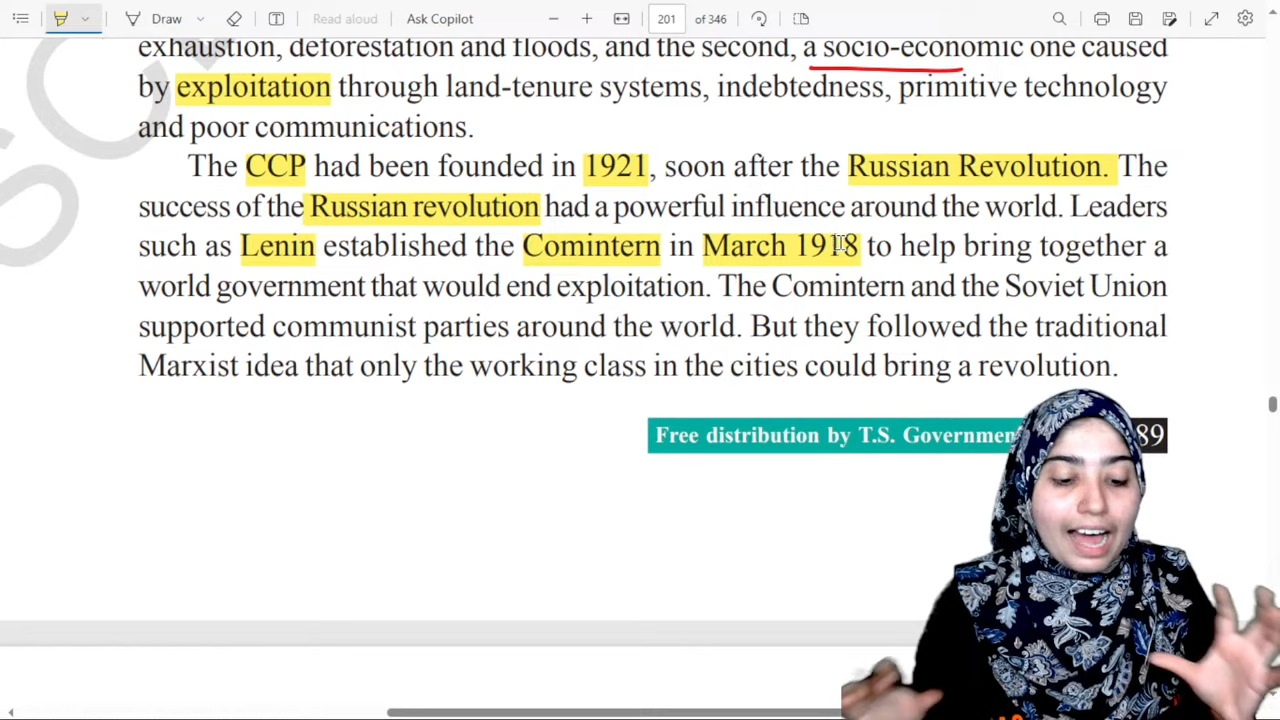 Draw
Read aloud
Ask Copilot
201 of 346
exhaustion, deforestation and floods, and the second, a socio-economic one caused
by exploitation through land-tenure systems, indebtedness, primitive technology
and poor communications.
The CCP had been founded in 1921, soon after the Russian Revolution. The
success of the Russian revolution had a powerful influence around the world. Leaders
such as Lenin established the Comintern in March 1918 to help bring together a
world government that would end exploitation. The Comintern and the Soviet Union
supported communist parties around the world. But they followed the traditional
Marxist idea that only the working class in the cities could bring a revolution.
Free distribution by T.S. Governmen 89